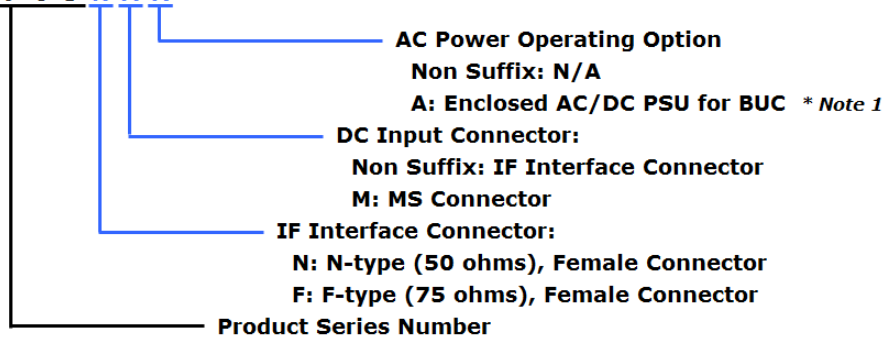 AC Power Operating Option
Non Suffix: N/A
A: Enclosed AC/DC PSU for BUC * Note 1
DC Input Connector:
Non Suffix: IF Interface Connector
M: MS Connector
IF Interface Connector:
N: N-type (50 ohms), Female Connector
F: F-type (75 ohms), Female Connector
Product Series Number